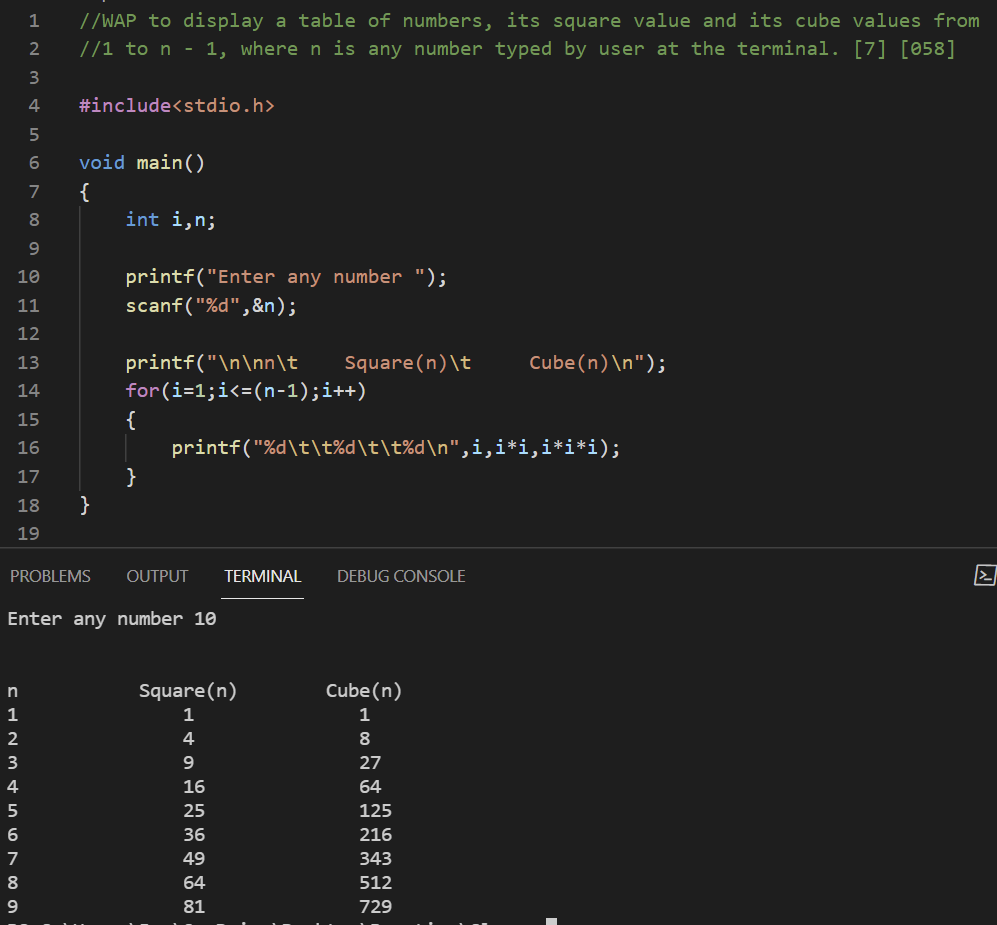 1 //WAP to display a table of numbers, its square value and its cube values from
2 //1 to n - 1, where n is any number typed by user at the terminal. [7] [058]
3
4 #include<stdio.h>
5
6 void main()
7 {
8 int i,n;
9
10 printf("Enter any number ");
11 scanf("%d",&n);
12
13 printf("\n\nn\t    Square(n)\t     Cube(n)\n");
14 for(i=1;i<=(n-1);i++)
15 {
16 printf("%d\t\t%d\t\t%d\n",i,i*i,i*i*i);
17 }
18 }
19
PROBLEMS OUTPUT TERMINAL DEBUG CONSOLE
Enter any number 10
n Square(n) Cube(n)
1 1 1
2 4 8
3 9 27
4 16 64
5 25 125
6 36 216
7 49 343
8 64 512
9 81 729